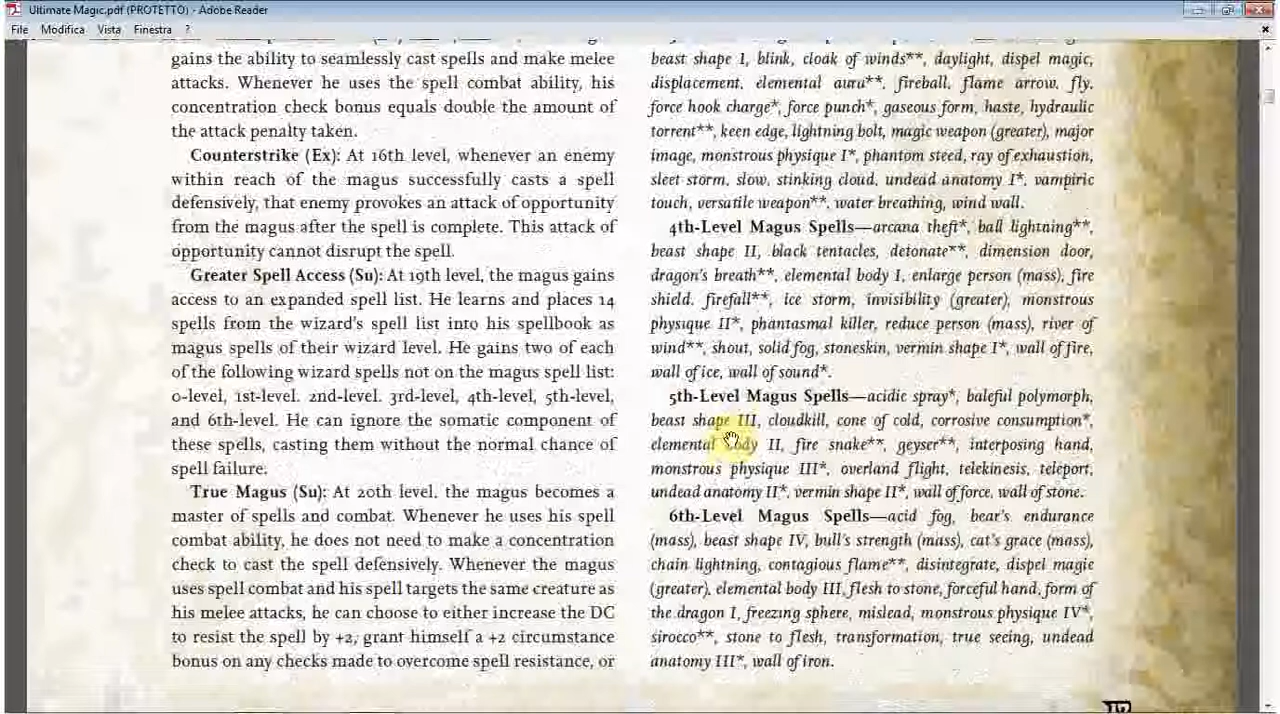 Ultimate Magic.pdf (PROTETTO) - Adobe Reader
File Modifica Vista Finestra ?
gains the ability to seamlessly cast spells and make melee
attacks. Whenever he uses the spell combat ability, his
concentration check bonus equals double the amount of
the attack penalty taken.
Counterstrike (Ex): At 16th level, whenever an enemy
within reach of the magus successfully casts a spell
defensively, that enemy provokes an attack of opportunity
from the magus after the spell is complete. This attack of
opportunity cannot disrupt the spell.
Greater Spell Access (Su): At 19th level, the magus gains
access to an expanded spell list. He learns and places 14
spells from the wizard's spell list into his spellbook as
magus spells of their wizard level. He gains two of each
of the following wizard spells not on the magus spell list:
0-level, 1st-level. 2nd-level. 3rd-level, 4th-level, 5th-level,
and 6th-level. He can ignore the somatic component of
these spells, casting them without the normal chance of
spell failure.
True Magus (Su): At 20th level, the magus becomes a
master of spells and combat. Whenever he uses his spell
combat ability, he does not need to make a concentration
check to cast the spell defensively. Whenever the magus
uses spell combat and his spell targets the same creature as
his melee attacks, he can choose to either increase the DC
to resist the spell by +2, grant himself a +2 circumstance
bonus on any checks made to overcome spell resistance, or
beast shape I, blink, cloak of winds**, daylight, dispel magic,
displacement, elemental aura**, fireball, flame arrow, fly,
force hook charge*, force punch*, gaseous form, haste, hydraulic
torrent**, keen edge, lightning bolt, magic weapon (greater), major
image, monstrous physique I*, phantom steed, ray of exhaustion,
sleet storm, slow, stinking cloud, undead anatomy I*, vampiric
touch, versatile weapon**, water breathing, wind wall.
4th-Level Magus Spells—arcana theft*, ball lightning**,
beast shape II, black tentacles, detonate**, dimension door,
dragon's breath**, elemental body I, enlarge person (mass), fire
shield, firefall**, ice storm, invisibility (greater), monstrous
physique II*, phantasmal killer, reduce person (mass), river of
wind**, shout, solid fog, stoneskin, vermin shape I*, wall of fire,
wall of ice, wall of sound*.
5th-Level Magus Spells—acidic spray*, baleful polymorph,
beast shape III, cloudkill, cone of cold, corrosive consumption*,
elemental body II, fire snake**, geyser**, interposing hand,
monstrous physique III*, overland flight, telekinesis, teleport,
undead anatomy II*, vermin shape II*, wall of force, wall of stone.
6th-Level Magus Spells—acid fog, bear's endurance
(mass), beast shape IV, bull's strength (mass), cat's grace (mass),
chain lightning, contagious flame**, disintegrate, dispel magic
(greater), elemental body III, flesh to stone, forceful hand, form of
the dragon I, freezing sphere, mislead, monstrous physique IV*,
sirocco**, stone to flesh, transformation, true seeing, undead
anatomy III*, wall of iron.